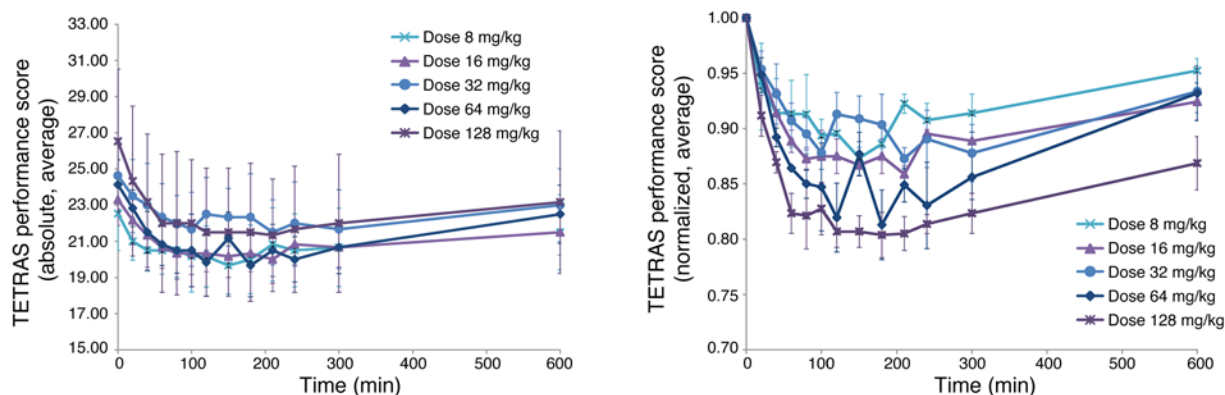 TETRAS performance score
(absolute, average)
33.00
31.00
29.00
27.00
25.00
23.00
21.00
19.00
17.00
15.00
0
100
200
300
400
500
600
Time (min)
Dose 8 mg/kg
Dose 16 mg/kg
Dose 32 mg/kg
Dose 64 mg/kg
Dose 128 mg/kg
TETRAS performance score
(normalized, average)
1.00
0.95
0.90
0.85
0.80
0.75
0.70
0
100
200
300
400
500
600
Time (min)
Dose 8 mg/kg
Dose 16 mg/kg
Dose 32 mg/kg
Dose 64 mg/kg
Dose 128 mg/kg